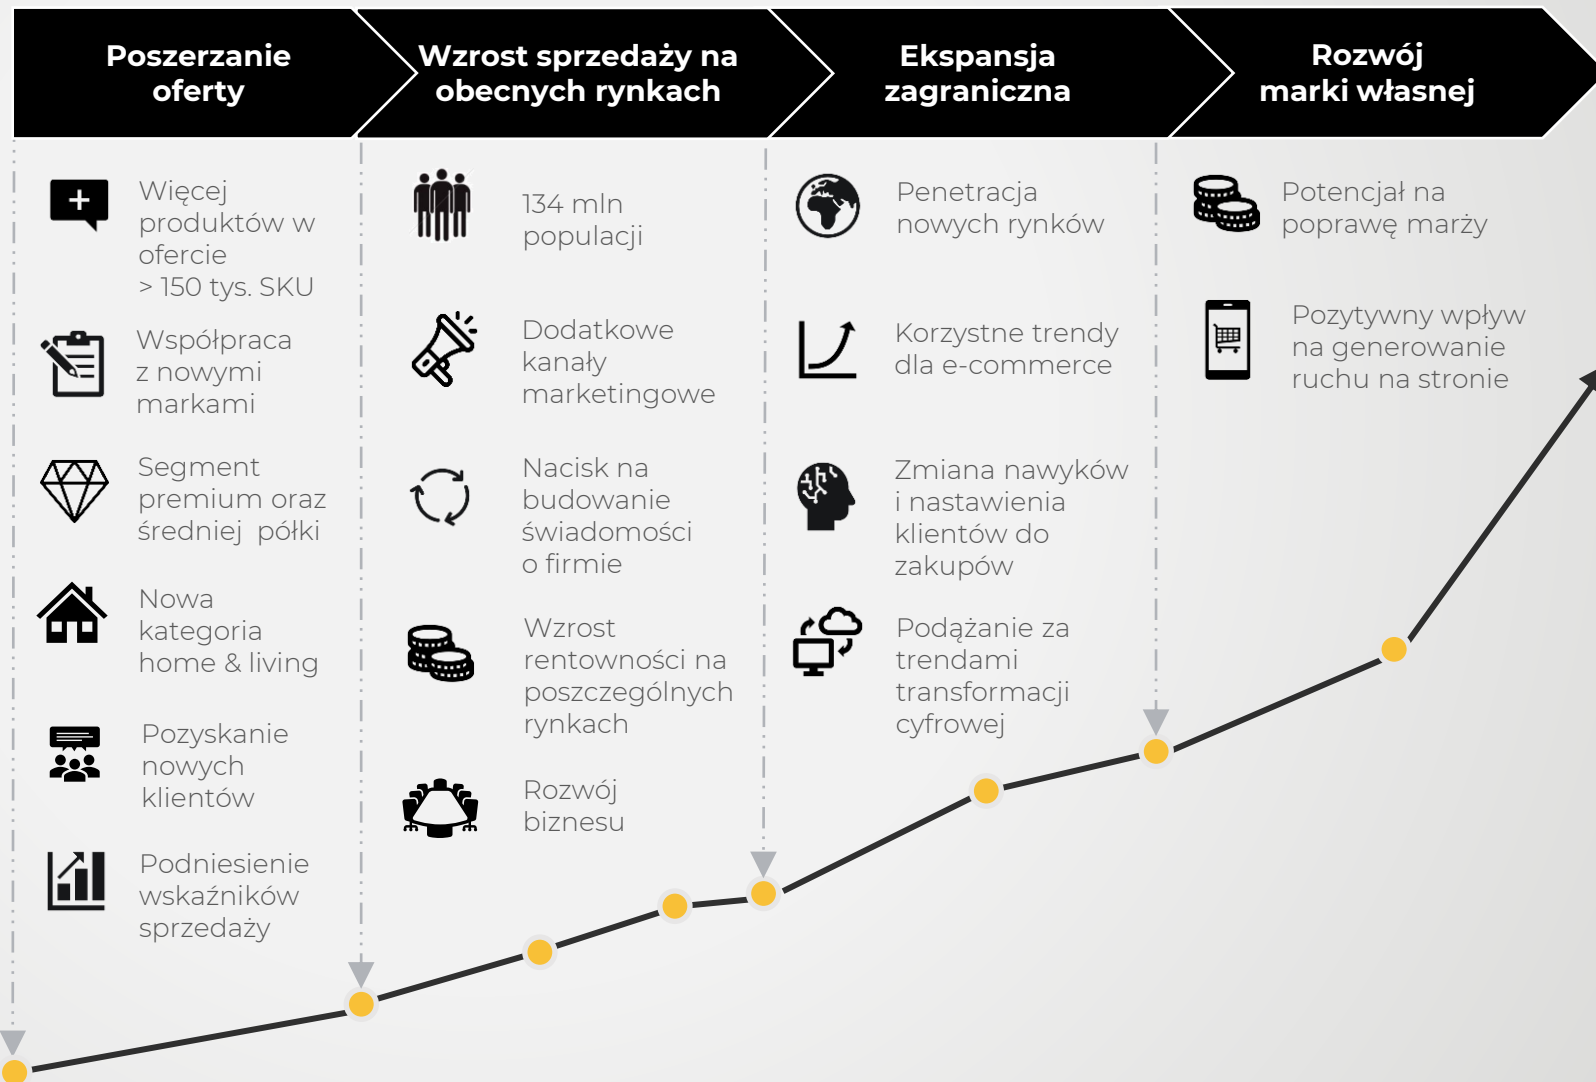 Poszerzanie
oferty
Wzrost sprzedaży na
obecnych rynkach
Ekspansja
zagraniczna
Rozwój
marki własnej
Więcej
produktów w
ofercie
> 150 tys. SKU
Współpraca
z nowymi
markami
Segment
premium oraz
średniej półki
Nowa
kategoria
home & living
Pozyskanie
nowych
klientów
Podniesienie
wskaźników
sprzedaży
134 mln
populacji
Dodatkowe
kanały
marketingowe
Nacisk na
budowanie
świadomości
o firmie
Wzrost
rentowności na
poszczególnych
rynkach
Rozwój
biznesu
Penetracja
nowych rynków
Korzystne trendy
dla e-commerce
Zmiana nawyków
i nastawienia
klientów do
zakupów
Podążanie za
trendami
transformacji
cyfrowej
Potencjał na
poprawę marży
Pozytywny wpływ
na generowanie
ruchu na stronie